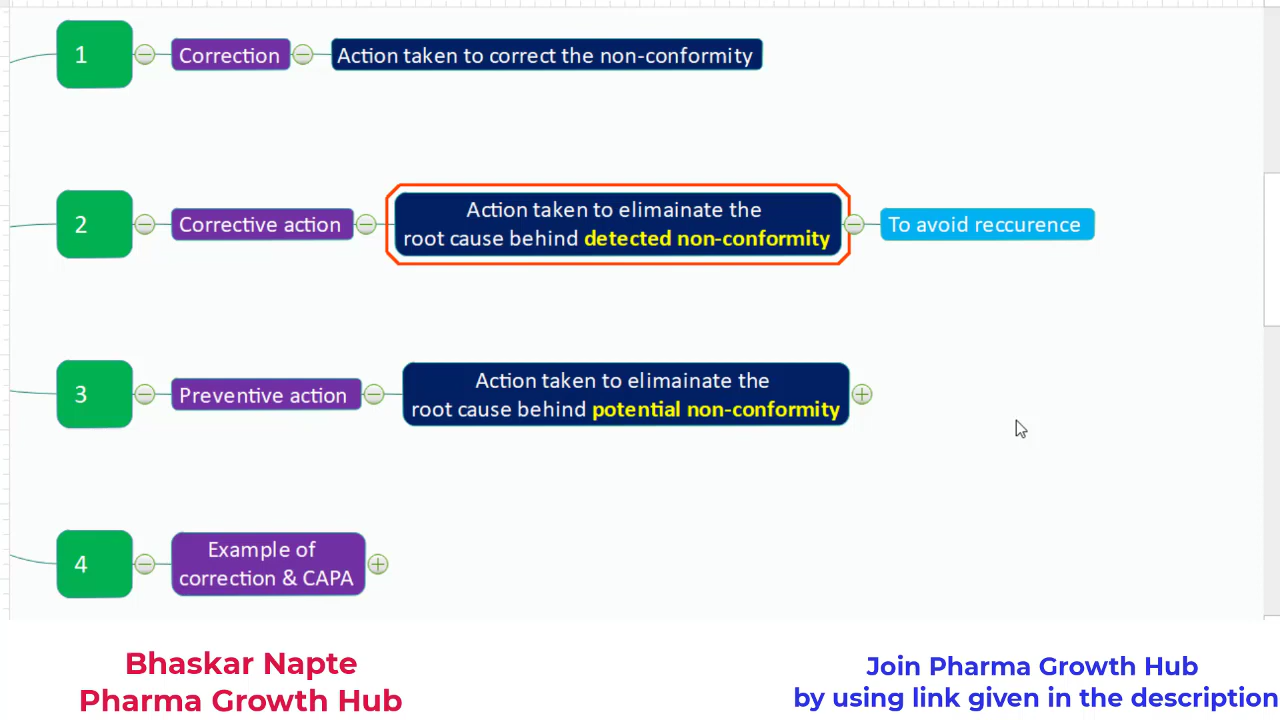 1
Correction
Action taken to correct the non-conformity
2
Corrective action
Action taken to elimainate the
root cause behind detected non-conformity
To avoid reccurence
3
Preventive action
Action taken to elimainate the
root cause behind potential non-conformity
4
Example of
correction & CAPA
Bhaskar Napte
Pharma Growth Hub
Join Pharma Growth Hub
by using link given in the description